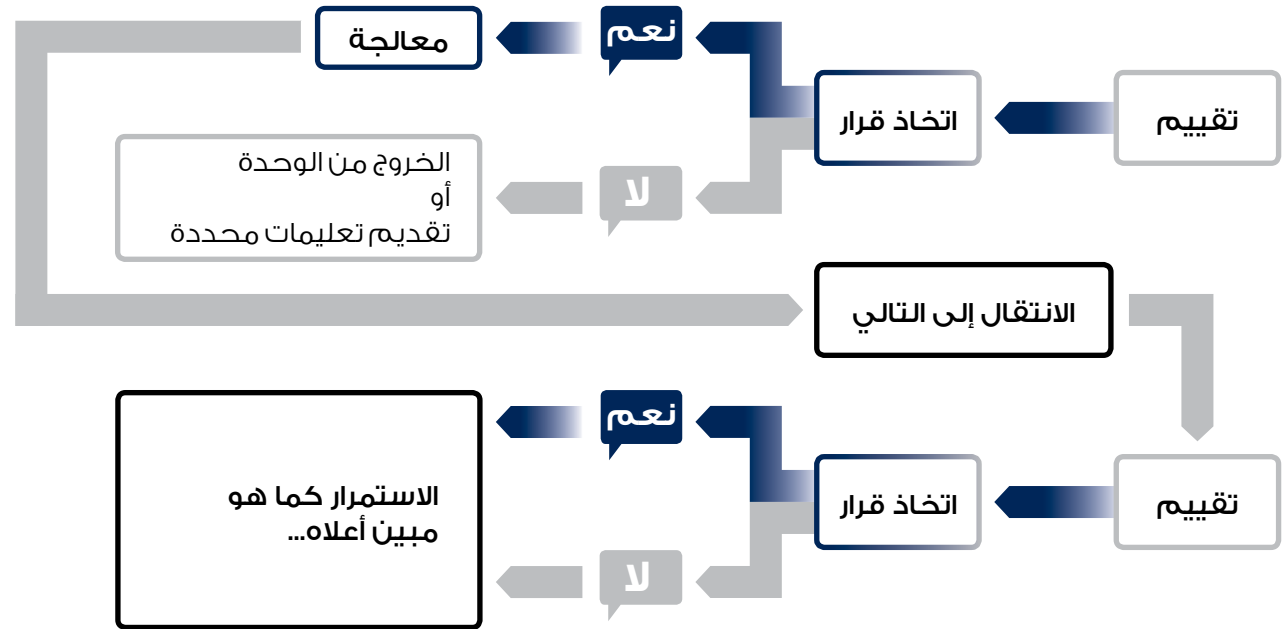 تقييم
اتخاذ قرار
نعم
معالجة
لا
الخروج من الوحدة
أو
تقديم تعليمات محددة
الانتقال إلى التالي
تقييم
اتخاذ قرار
نعم
لا
الاستمرار كما هو
مبين أعلاه...